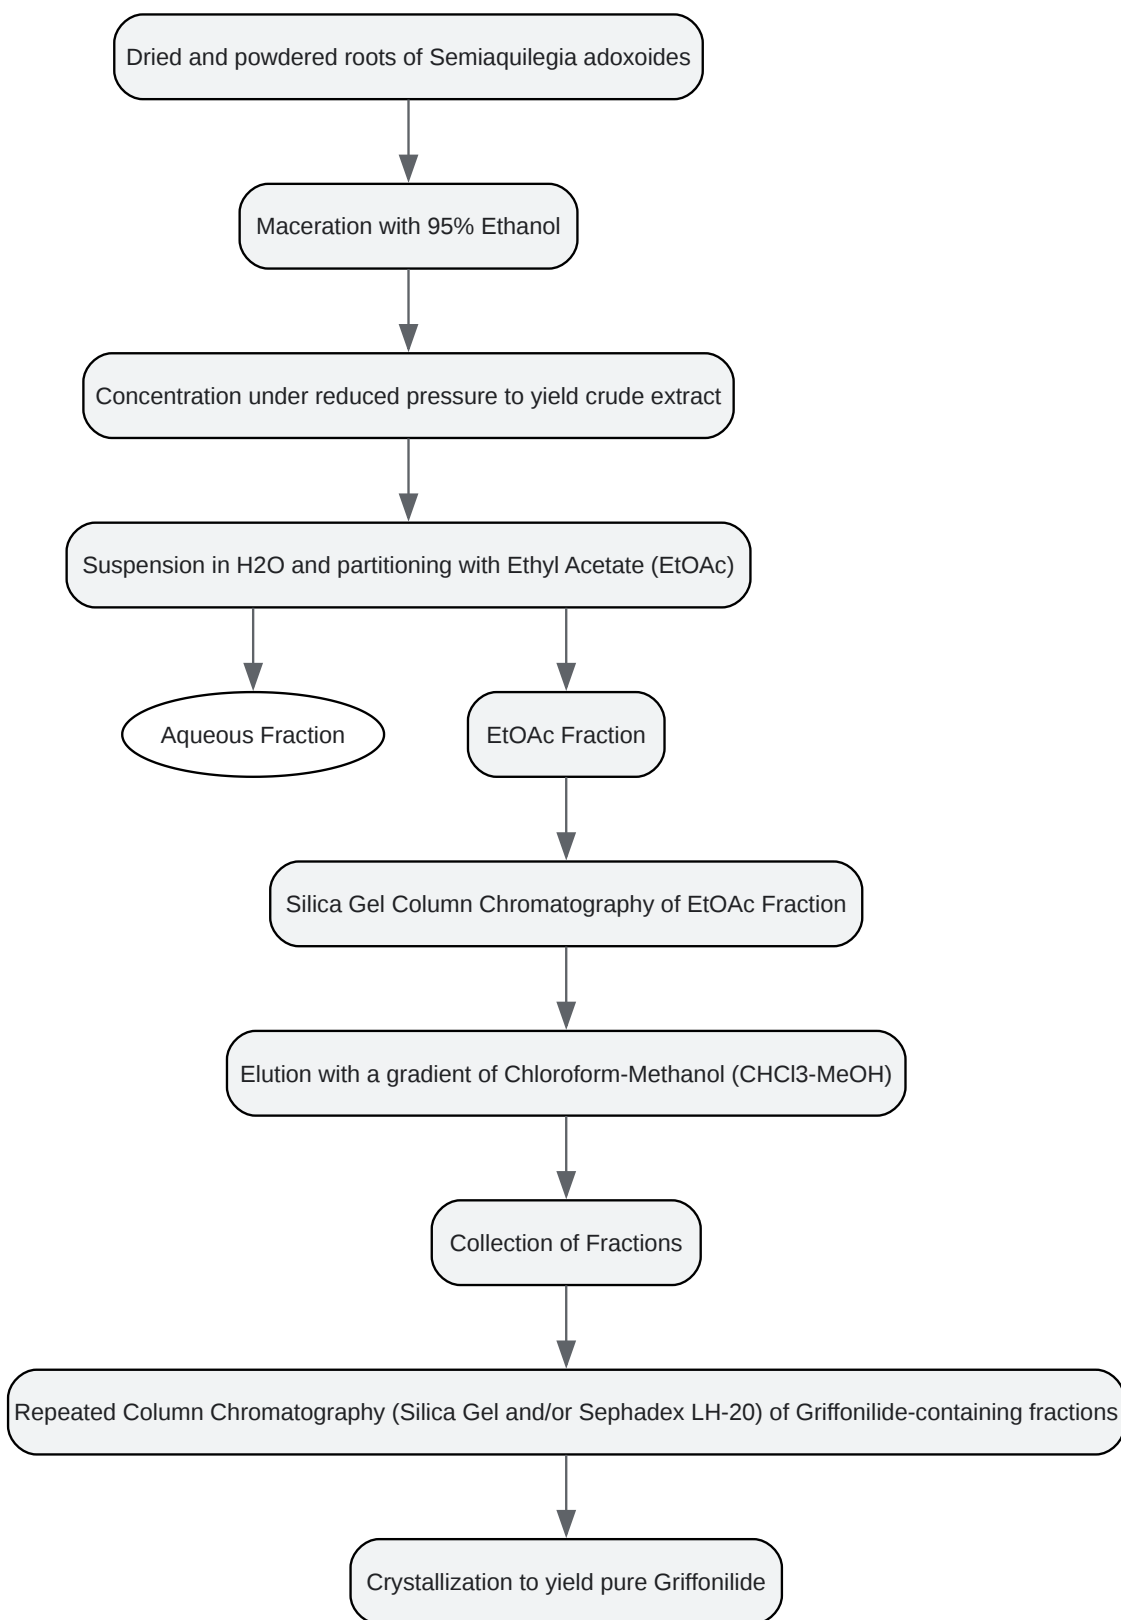 Dried and powdered roots of Semiaquilegia adoxoides
Maceration with 95% Ethanol
Concentration under reduced pressure to yield crude extract
Suspension in H2O and partitioning with Ethyl Acetate (EtOAc)
Aqueous Fraction
EtOAc Fraction
Silica Gel Column Chromatography of EtOAc Fraction
Elution with a gradient of Chloroform-Methanol (CHCl3-MeOH)
Collection of Fractions
Repeated Column Chromatography (Silica Gel and/or Sephadex LH-20) of Griffonilide-containing fractions
Crystallization to yield pure Griffonilide